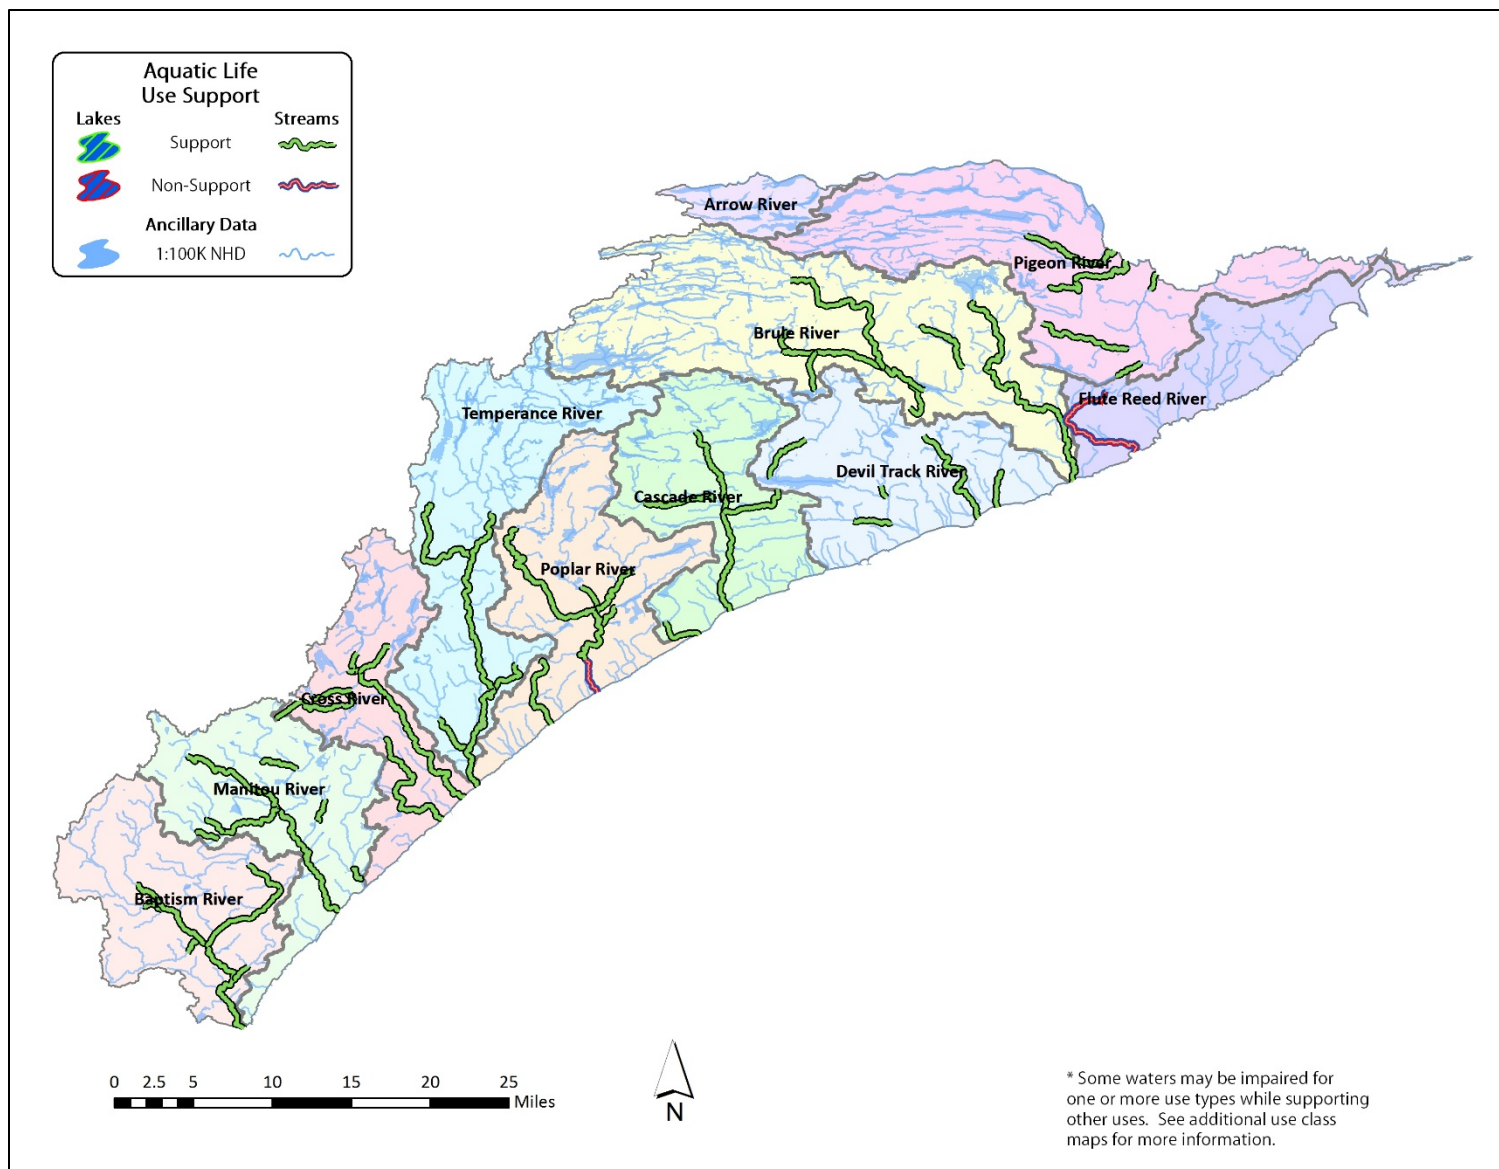 Aquatic Life
Use Support
Lakes
Streams
Support
Non-Support
Ancillary Data
1:100K NHD
Arrow River
Pigeon River
Brule River
Flute Reed River
Temperance River
Devil Track River
Cascade River
Poplar River
Cross River
Manitou River
Baptism River
0 2.5 5 10 15 20 25
Miles
N
* Some waters may be impaired for
one or more use types while supporting
other uses. See additional use class
maps for more information.